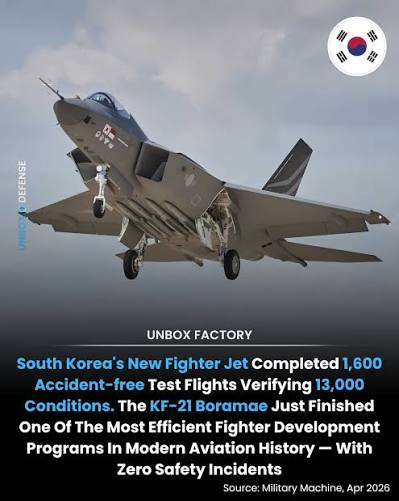 UNBOXED DEFENSE
UNBOX FACTORY
South Korea's New Fighter Jet Completed 1,600
Accident-free Test Flights Verifying 13,000
Conditions. The KF-21 Boramae Just Finished
One Of The Most Efficient Fighter Development
Programs In Modern Aviation History — With
Zero Safety Incidents
Source: Military Machine, Apr 2026